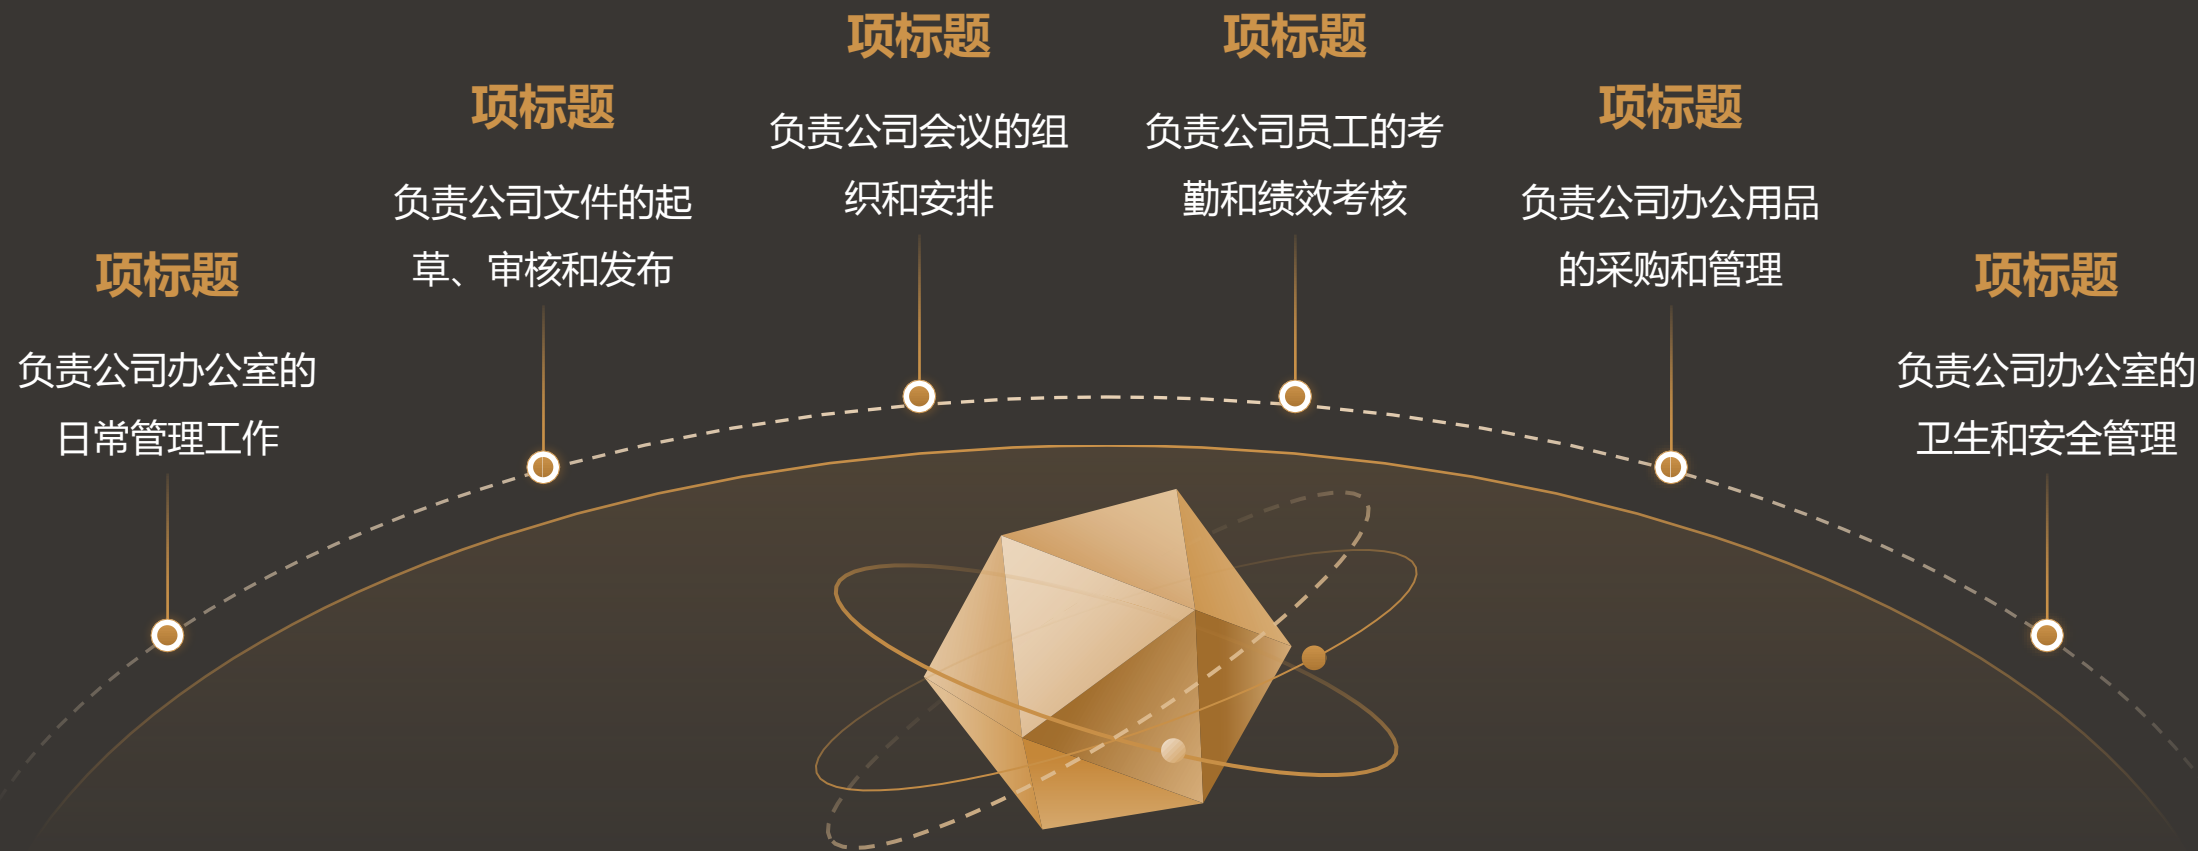 项标题
负责公司办公室的
日常管理工作
项标题
负责公司文件的起
草、审核和发布
项标题
负责公司会议的组
织和安排
项标题
负责公司员工的考
勤和绩效考核
项标题
负责公司办公用品
的采购和管理
项标题
负责公司办公室的
卫生和安全管理